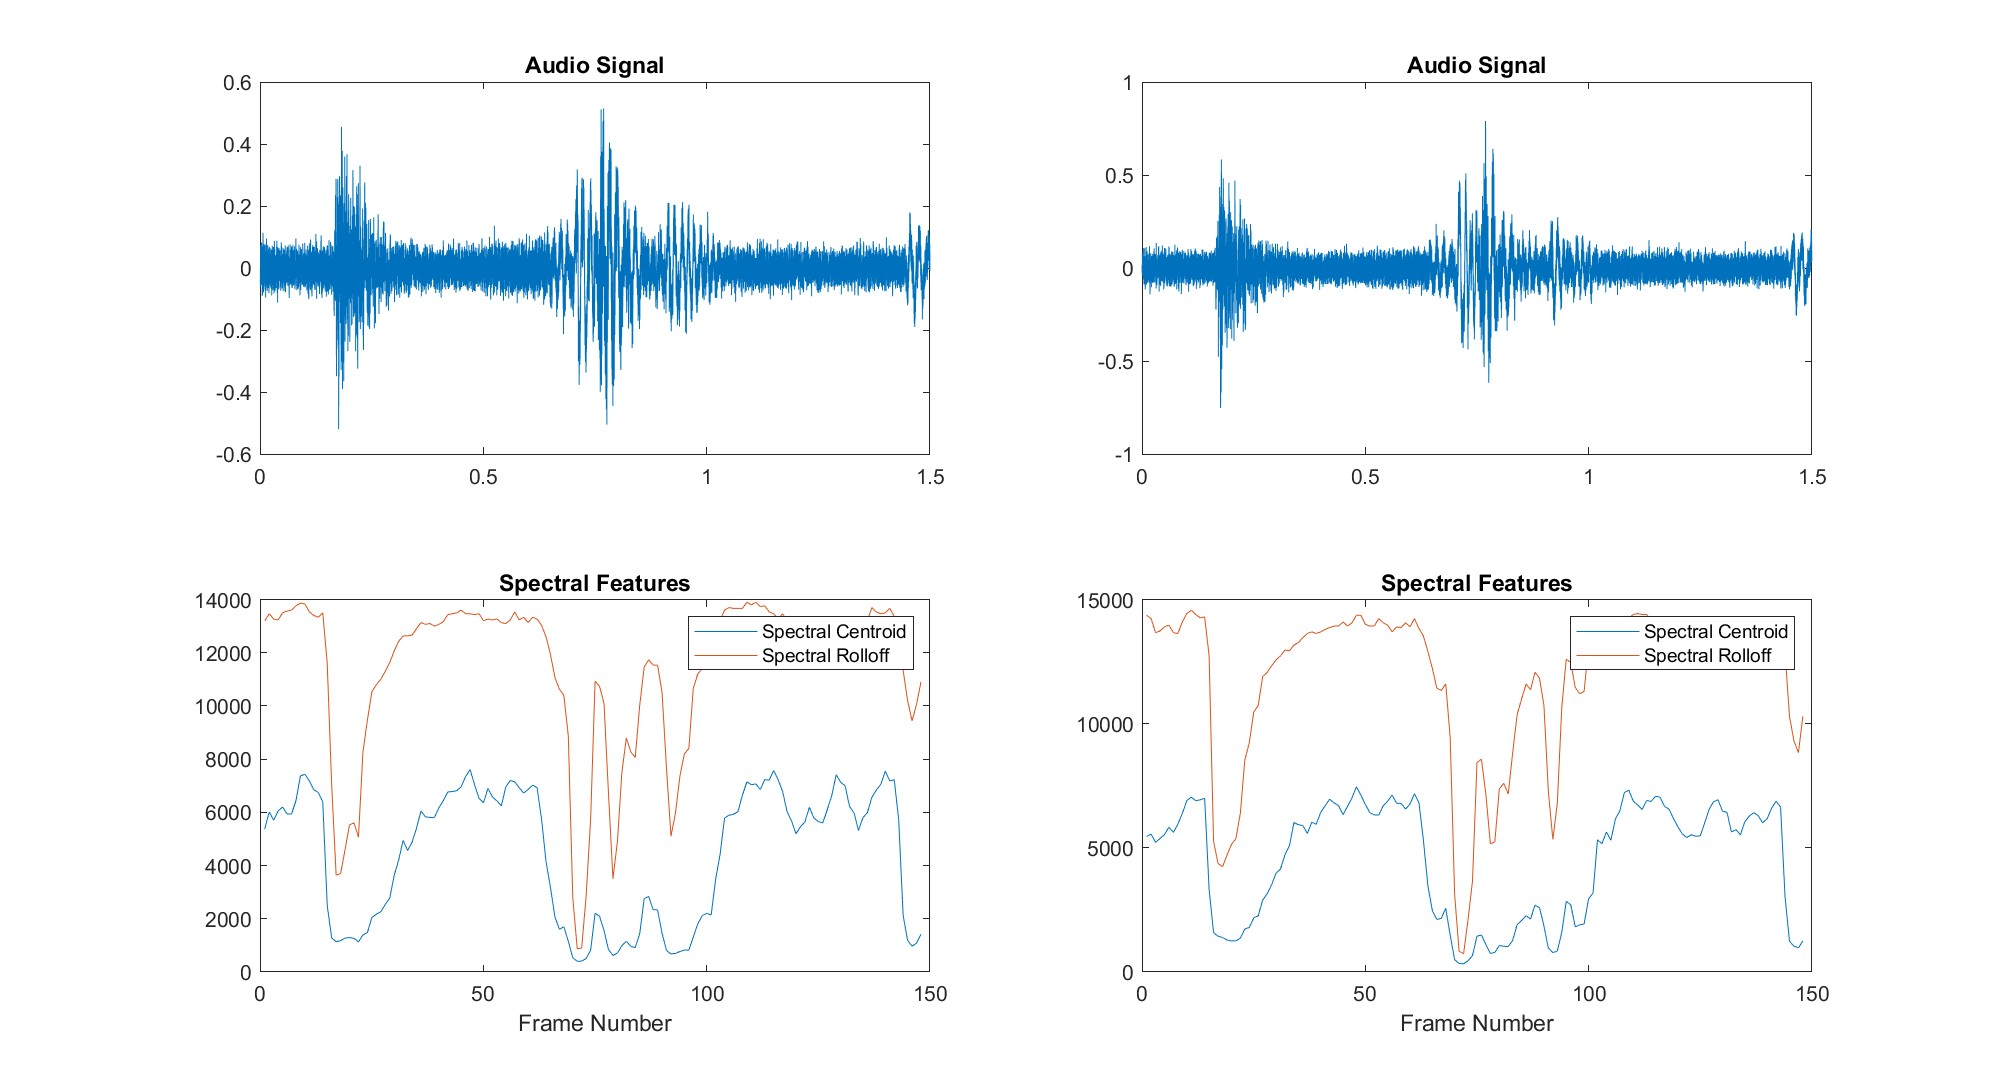 Audio Signal
0.6
0.4
0.2
0
-0.2
-0.4
-0.6
0 0.5 1 1.5
Audio Signal
1
0.5
0
-0.5
-1
0 0.5 1 1.5
Spectral Features
14000
12000
10000
8000
6000
4000
2000
0
Spectral Centroid
Spectral Rolloff
0 50 100 150
Frame Number
Spectral Features
15000
10000
5000
0
Spectral Centroid
Spectral Rolloff
0 50 100 150
Frame Number